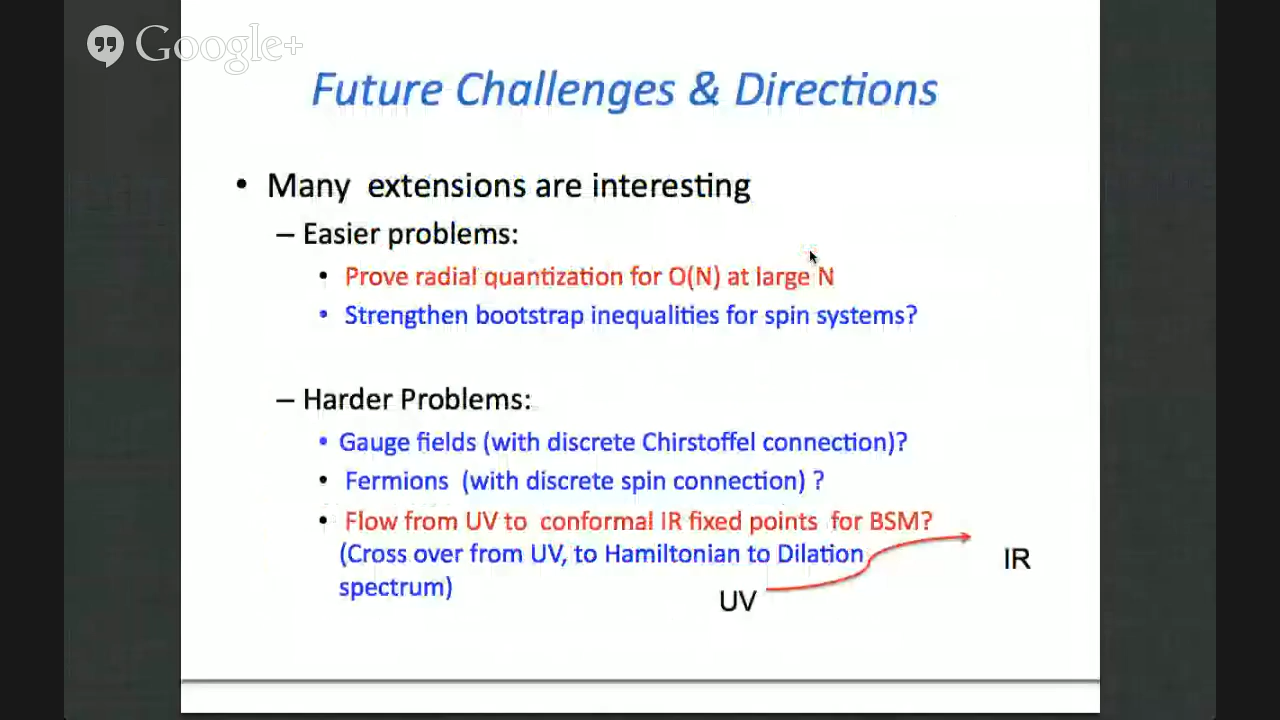 Google+
Future Challenges & Directions
• Many extensions are interesting
– Easier problems:
• Prove radial quantization for O(N) at large N
• Strengthen bootstrap inequalities for spin systems?
– Harder Problems:
• Gauge fields (with discrete Chirstoffel connection)?
• Fermions (with discrete spin connection) ?
• Flow from UV to conformal IR fixed points for BSM?
(Cross over from UV, to Hamiltonian to Dilation
spectrum)
UV
IR